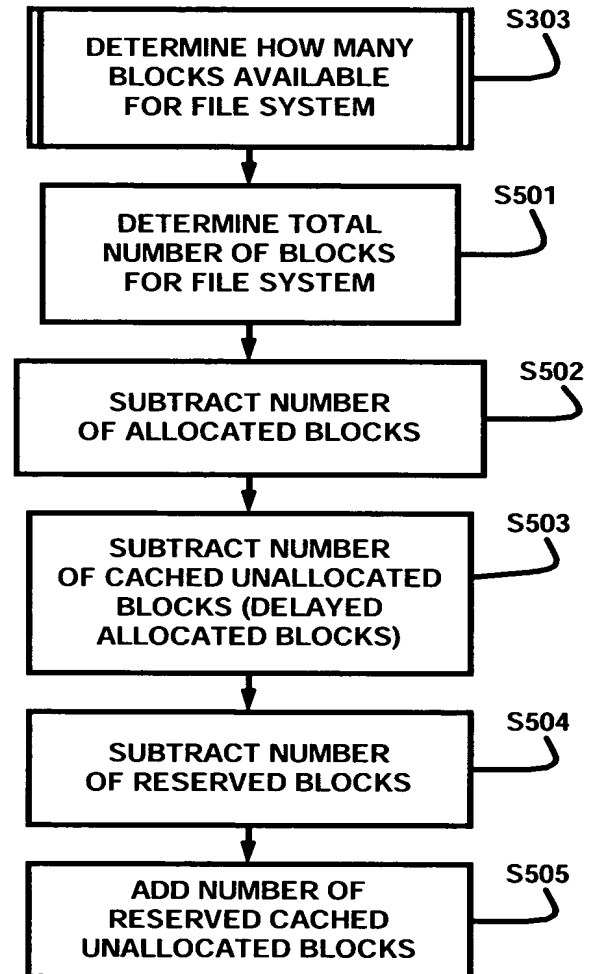 S303
DETERMINE HOW MANY
BLOCKS AVAILABLE
FOR FILE SYSTEM
S501
DETERMINE TOTAL
NUMBER OF BLOCKS
FOR FILE SYSTEM
S502
SUBTRACT NUMBER
OF ALLOCATED BLOCKS
S503
SUBTRACT NUMBER
OF CACHED UNALLOCATED
BLOCKS (DELAYED
ALLOCATED BLOCKS)
S504
SUBTRACT NUMBER
OF RESERVED BLOCKS
S505
ADD NUMBER OF
RESERVED CACHED
UNALLOCATED BLOCKS